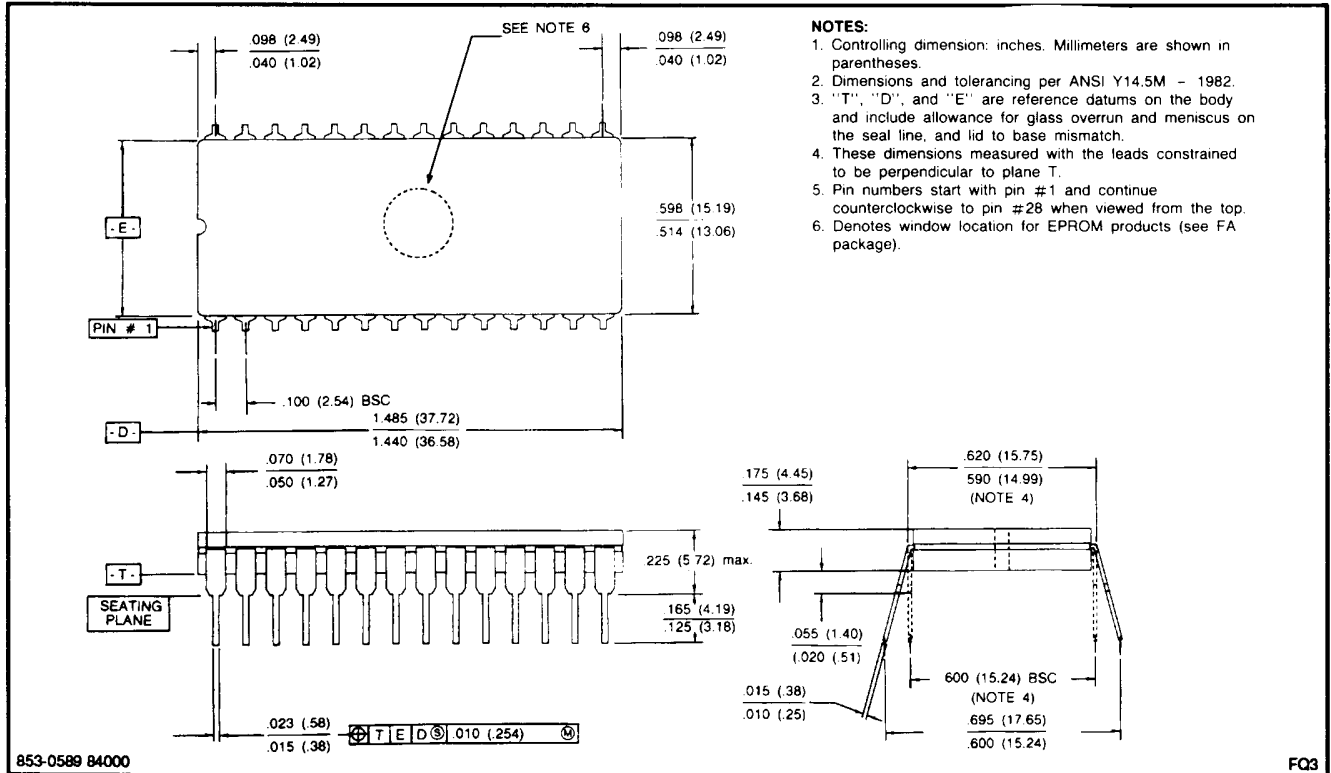 .098 (2.49)
.040 (1.02)
SEE NOTE 6
.098 (2.49)
.040 (1.02)
NOTES:
1. Controlling dimension: inches. Millimeters are shown in
parentheses.
2. Dimensions and tolerancing per ANSI Y14.5M - 1982.
3. "T", "D", and "E" are reference datums on the body
and include allowance for glass overrun and meniscus on
the seal line, and lid to base mismatch.
4. These dimensions measured with the leads constrained
to be perpendicular to plane T.
5. Pin numbers start with pin #1 and continue
counterclockwise to pin #28 when viewed from the top.
6. Denotes window location for EPROM products (see FA
package).
- E -
.598 (15.19)
.514 (13.06)
PIN # 1
.100 (2.54) BSC
- D -
1.485 (37.72)
1.440 (36.58)
.070 (1.78)
.050 (1.27)
.175 (4.45)
.145 (3.68)
.620 (15.75)
590 (14.99)
(NOTE 4)
- T -
225 (5 72) max.
SEATING
PLANE
.165 (4.19)
.125 (3.18)
.055 (1.40)
(.020 (.51)
600 (15.24) BSC
(NOTE 4)
.015 (.38)
.010 (.25)
.695 (17.65)
.600 (15.24)
.023 (.58)
.015 (.38)
⌖ T E D Ⓢ .010 (.254) Ⓜ
853-0589 84000
FQ3